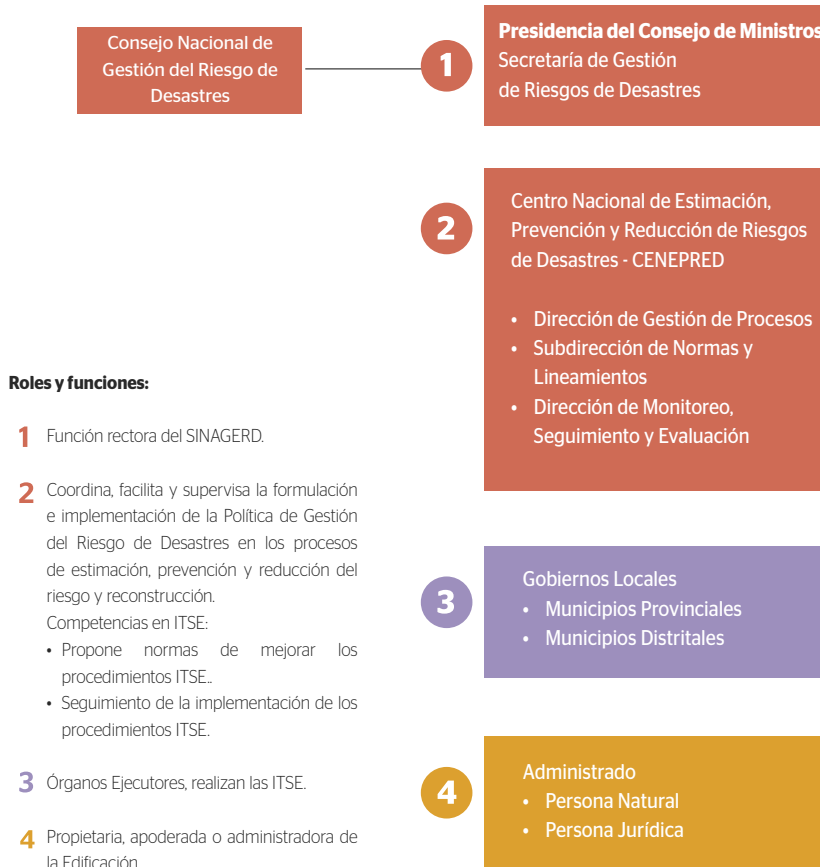 Consejo Nacional de
Gestión del Riesgo de
Desastres
1
Presidencia del Consejo de Ministros
Secretaría de Gestión
de Riesgos de Desastres
2
Centro Nacional de Estimación,
Prevención y Reducción de Riesgos
de Desastres - CENEPRED
• Dirección de Gestión de Procesos
• Subdirección de Normas y
Lineamientos
• Dirección de Monitoreo,
Seguimiento y Evaluación
3
Gobiernos Locales
• Municipios Provinciales
• Municipios Distritales
4
Administrado
• Persona Natural
• Persona Jurídica
Roles y funciones:
1 Función rectora del SINAGERD.
2 Coordina, facilita y supervisa la formulación
e implementación de la Política de Gestión
del Riesgo de Desastres en los procesos
de estimación, prevención y reducción del
riesgo y reconstrucción.
Competencias en ITSE:
• Propone normas de mejorar los
procedimientos ITSE..
• Seguimiento de la implementación de los
procedimientos ITSE.
3 Órganos Ejecutores, realizan las ITSE.
4 Propietaria, apoderada o administradora de
la Edificación